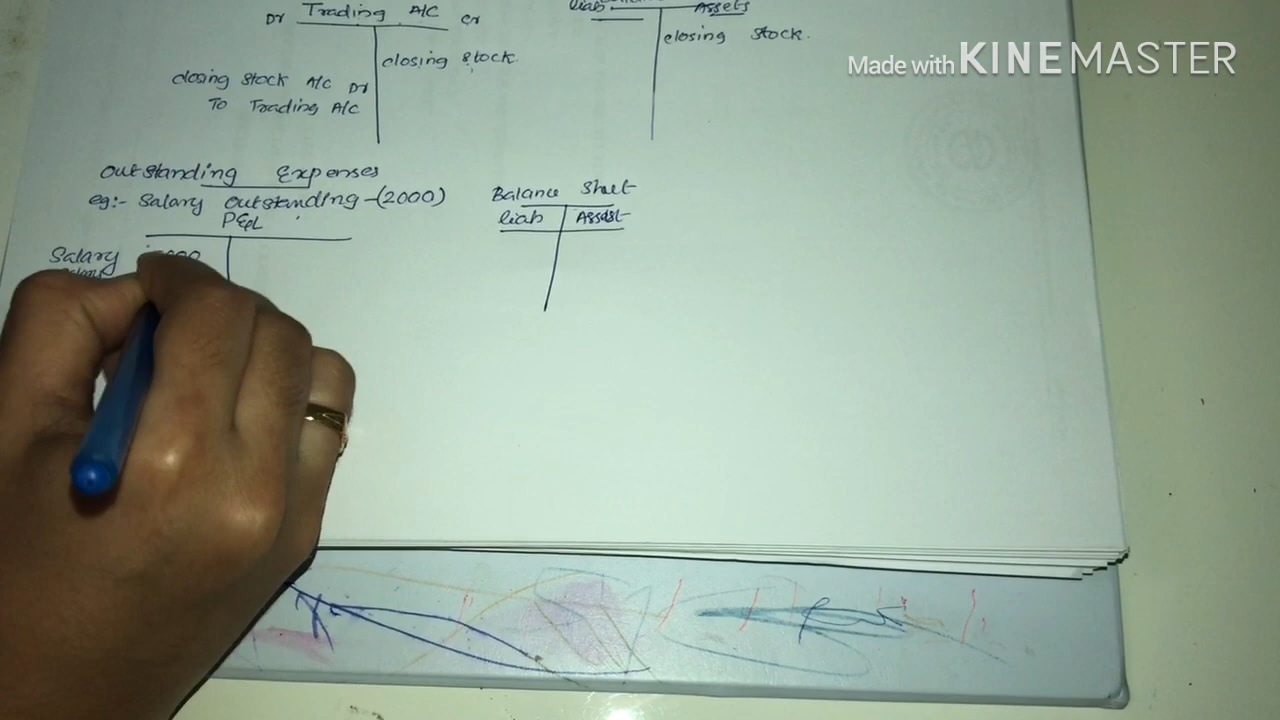 Dr Trading A/C Cr
closing stock.
closing stock A/C Dr
To Trading A/C
liab Assets
closing stock.
Made with KINEMASTER
Outstanding Expenses
eg:- Salary outstanding -(2000)
P&L
Salary
Balance Sheet
liab Assest